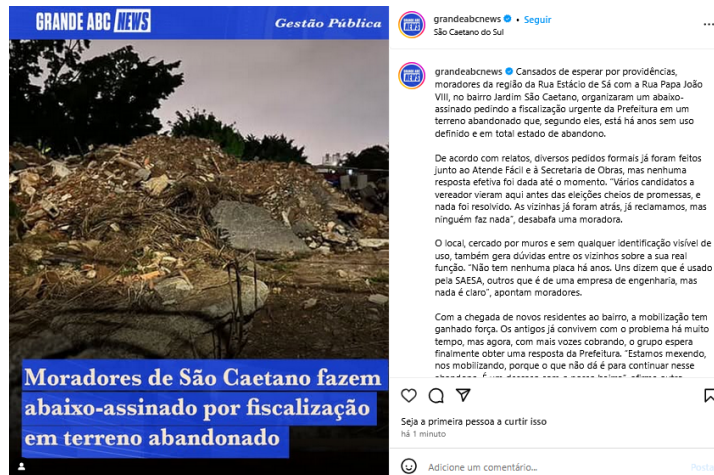 GRANDE ABC NEWS
Gestão Pública
Moradores de São Caetano fazem
abaixo-assinado por fiscalização
em terreno abandonado
grandeabcnews • Seguir
São Caetano do Sul
grandeabcnews Cansados de esperar por providências,
moradores da região da Rua Estácio de Sá com a Rua Papa João
VIII, no bairro Jardim São Caetano, organizaram um abaixo-
assinado pedindo a fiscalização urgente da Prefeitura em um
terreno abandonado que, segundo eles, está há anos sem uso
definido e em total estado de abandono.
De acordo com relatos, diversos pedidos formais já foram feitos
junto ao Atende Fácil e à Secretaria de Obras, mas nenhuma
resposta efetiva foi dada até o momento. "Vários candidatos a
vereador vieram aqui antes das eleições cheios de promessas, e
nada foi resolvido. As vizinhas já foram atrás, já reclamamos, mas
ninguém faz nada", desabafa uma moradora.
O local, cercado por muros e sem qualquer identificação visível de
uso, também gera dúvidas entre os vizinhos sobre a sua real
função. "Não tem nenhuma placa há anos. Uns dizem que é usado
pela SAESA, outros que é de uma empresa de engenharia, mas
nada é claro", apontam moradores.
Com a chegada de novos residentes ao bairro, a mobilização tem
ganhado força. Os antigos já convivem com o problema há muito
tempo, mas agora, com mais vozes cobrando, o grupo espera
finalmente obter uma resposta da Prefeitura. "Estamos mexendo,
nos mobilizando, porque o que não dá é para continuar nesse
Seja a primeira pessoa a curtir isso
há 1 minuto
Adicione um comentário...
Postar